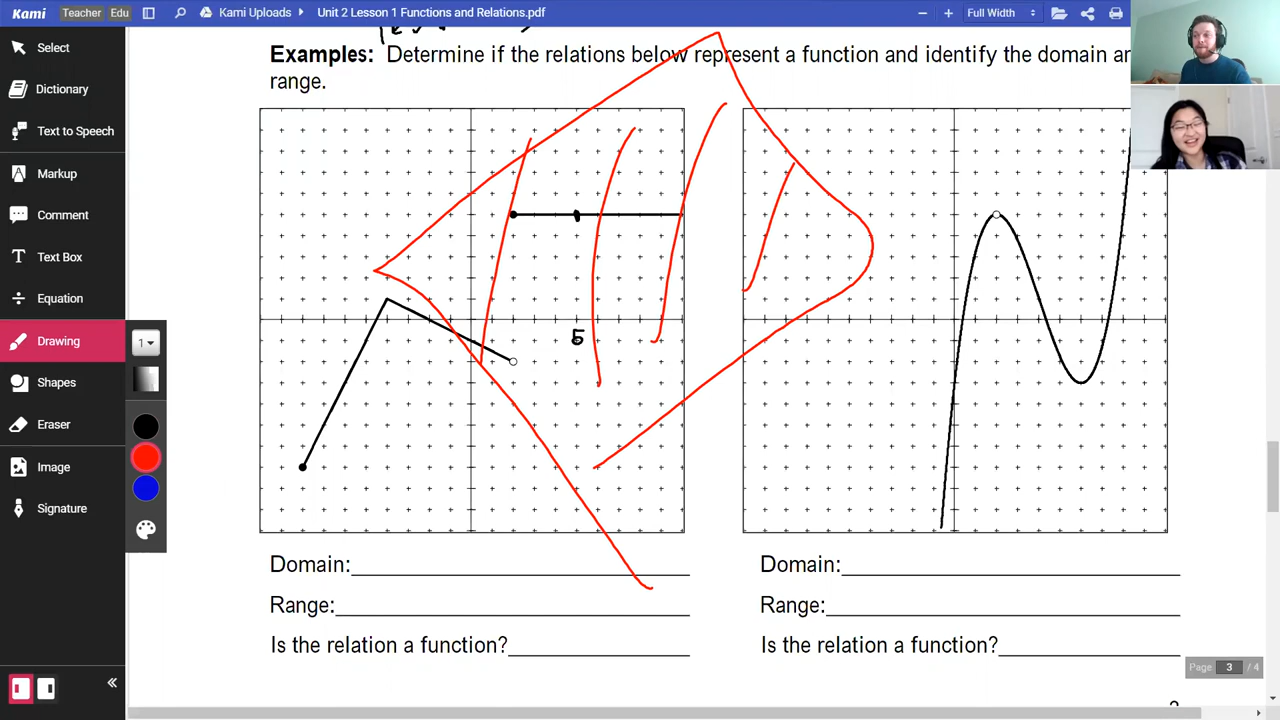 Kami
Teacher
Edu
Kami Uploads
Unit 2 Lesson 1 Functions and Relations.pdf
Full Width
Select
Dictionary
Text to Speech
Markup
Comment
Text Box
Equation
Drawing
1
Shapes
Eraser
Image
Signature
Examples: Determine if the relations below represent a function and identify the domain
range.
5
Domain:
Range:
Is the relation a function?
Domain:
Range:
Is the relation a function?
Page 3 / 4